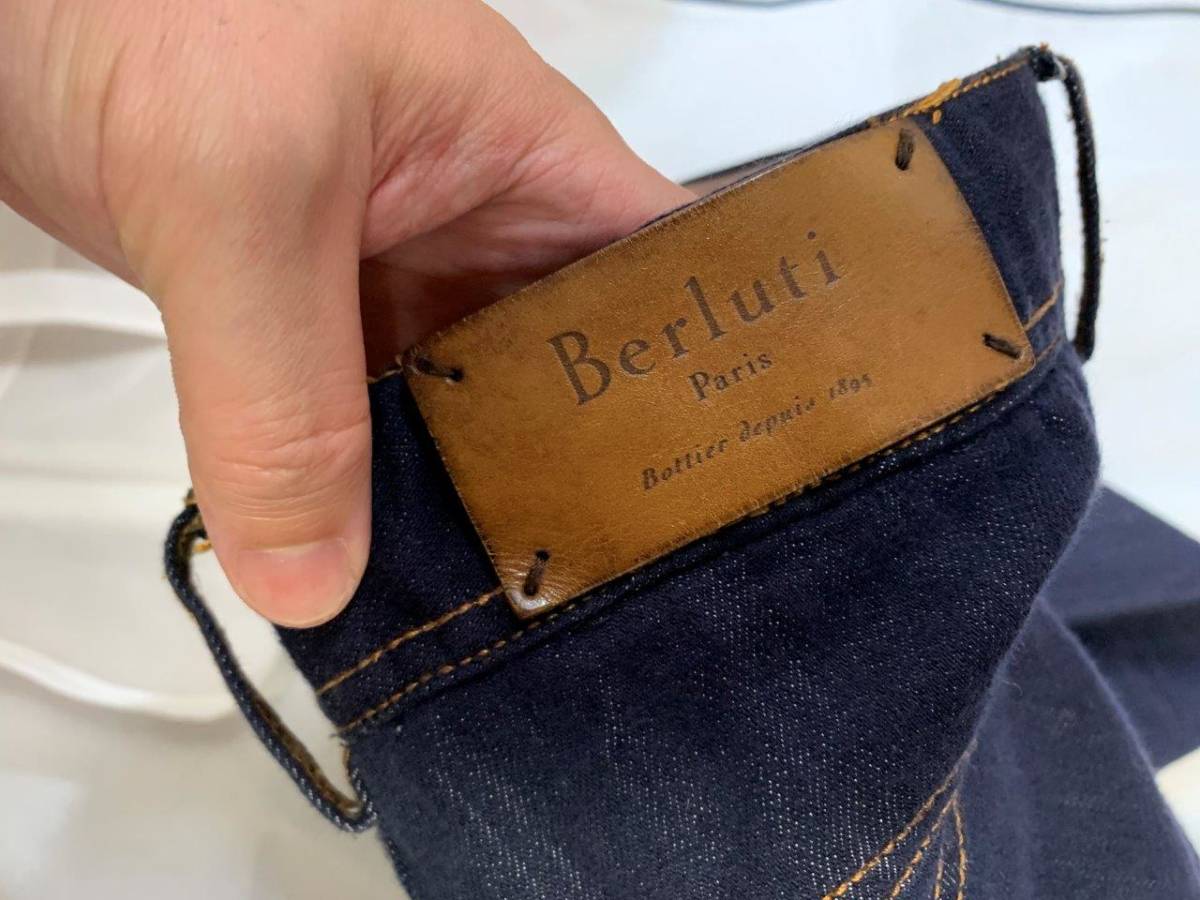 Berluti
Paris
Bottier depuis 1895